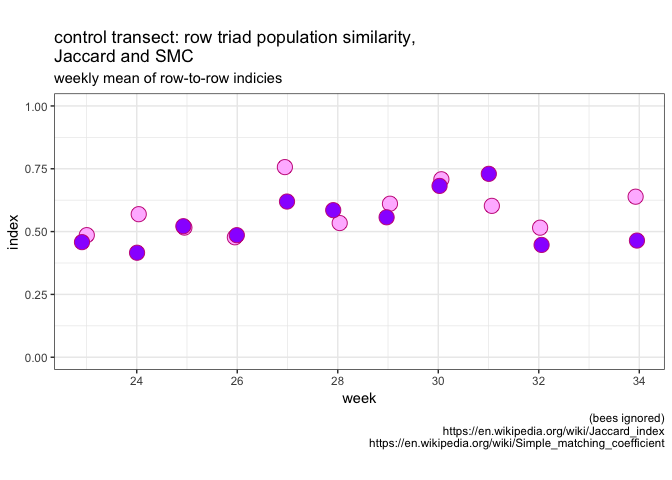 control transect: row triad population similarity,
Jaccard and SMC
weekly mean of row-to-row indicies
1.00
0.75
0.50
0.25
0.00
index
24 26 28 30 32 34
week
(bees ignored)
https://en.wikipedia.org/wiki/Jaccard_index
https://en.wikipedia.org/wiki/Simple_matching_coefficient